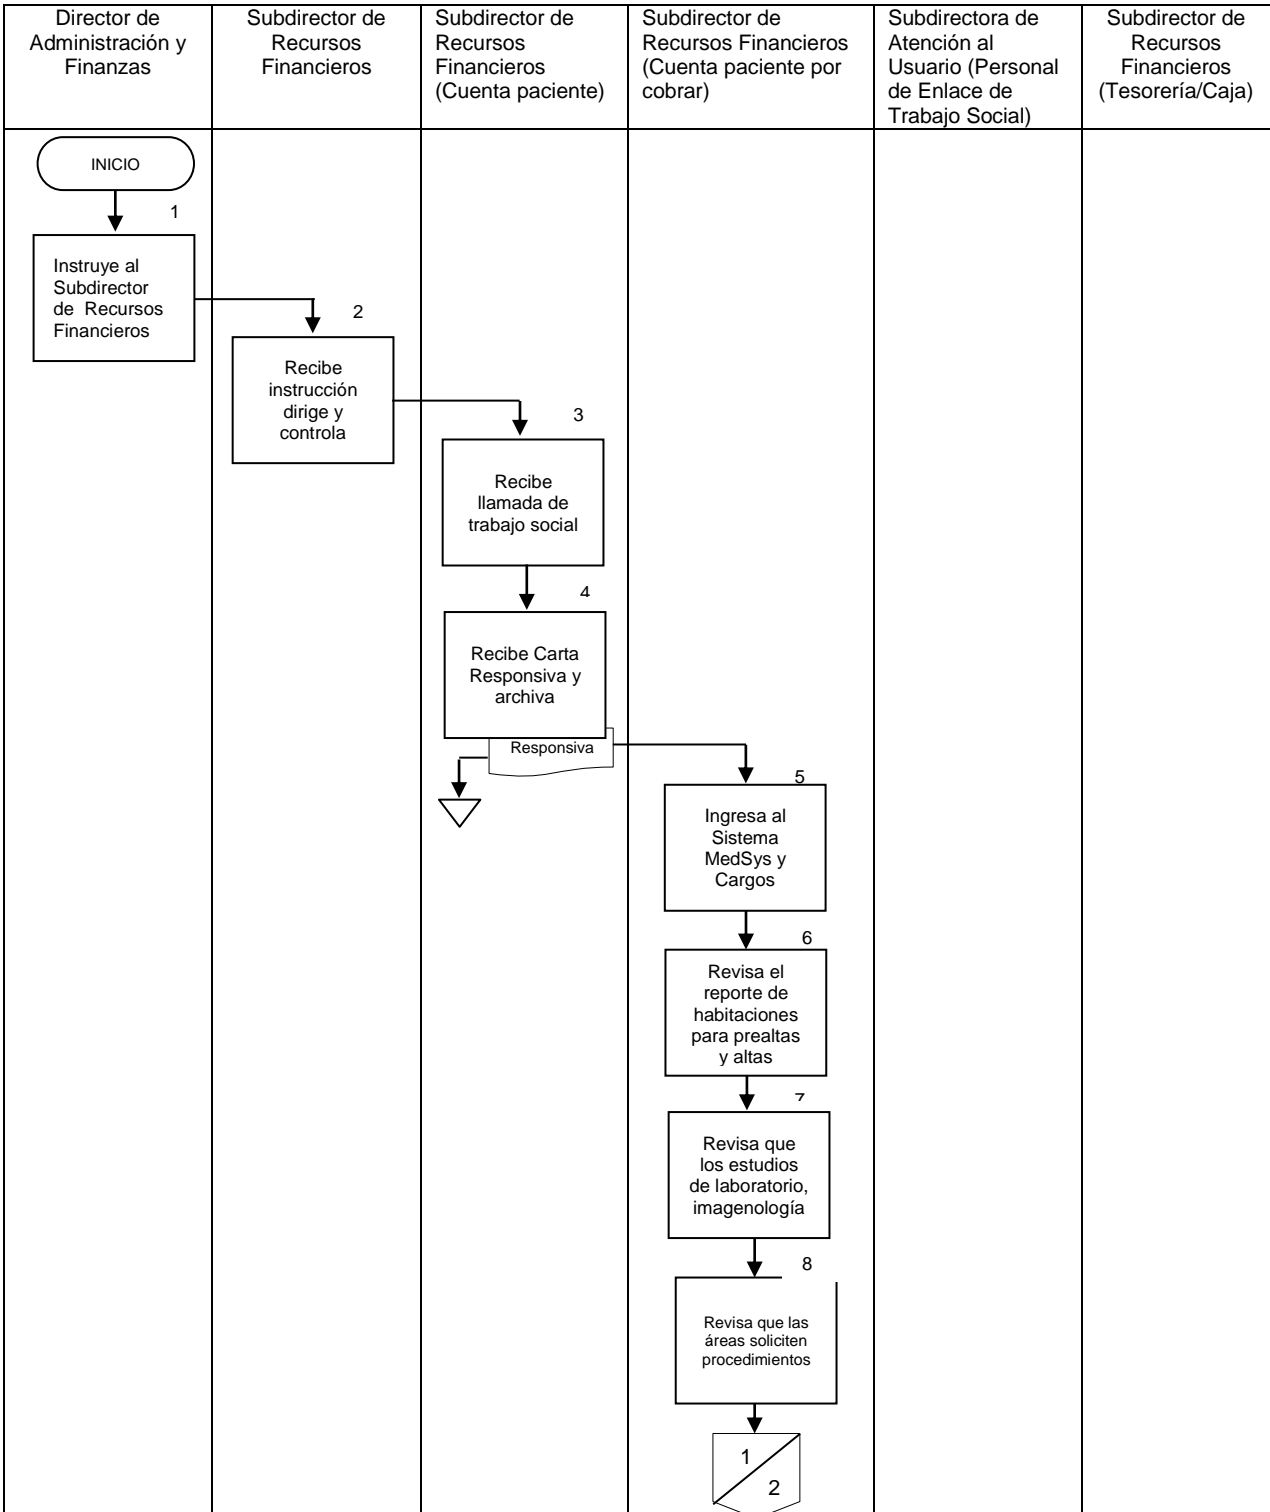 Director de
Administración y
Finanzas
Subdirector de
Recursos
Financieros
Subdirector de
Recursos
Financieros
(Cuenta paciente)
Subdirector de
Recursos Financieros
(Cuenta paciente por
cobrar)
Subdirectora de
Atención al
Usuario (Personal
de Enlace de
Trabajo Social)
Subdirector de
Recursos
Financieros
(Tesorería/Caja)
INICIO
1
Instruye al
Subdirector
de Recursos
Financieros
2
Recibe
instrucción
dirige y
controla
3
Recibe
llamada de
trabajo social
4
Recibe Carta
Responsiva y
archiva
Responsiva
5
Ingresa al
Sistema
MedSys y
Cargos
6
Revisa el
reporte de
habitaciones
para prealtas
y altas
7
Revisa que
los estudios
de laboratorio,
imagenología
8
Revisa que las
áreas soliciten
procedimientos
1
2